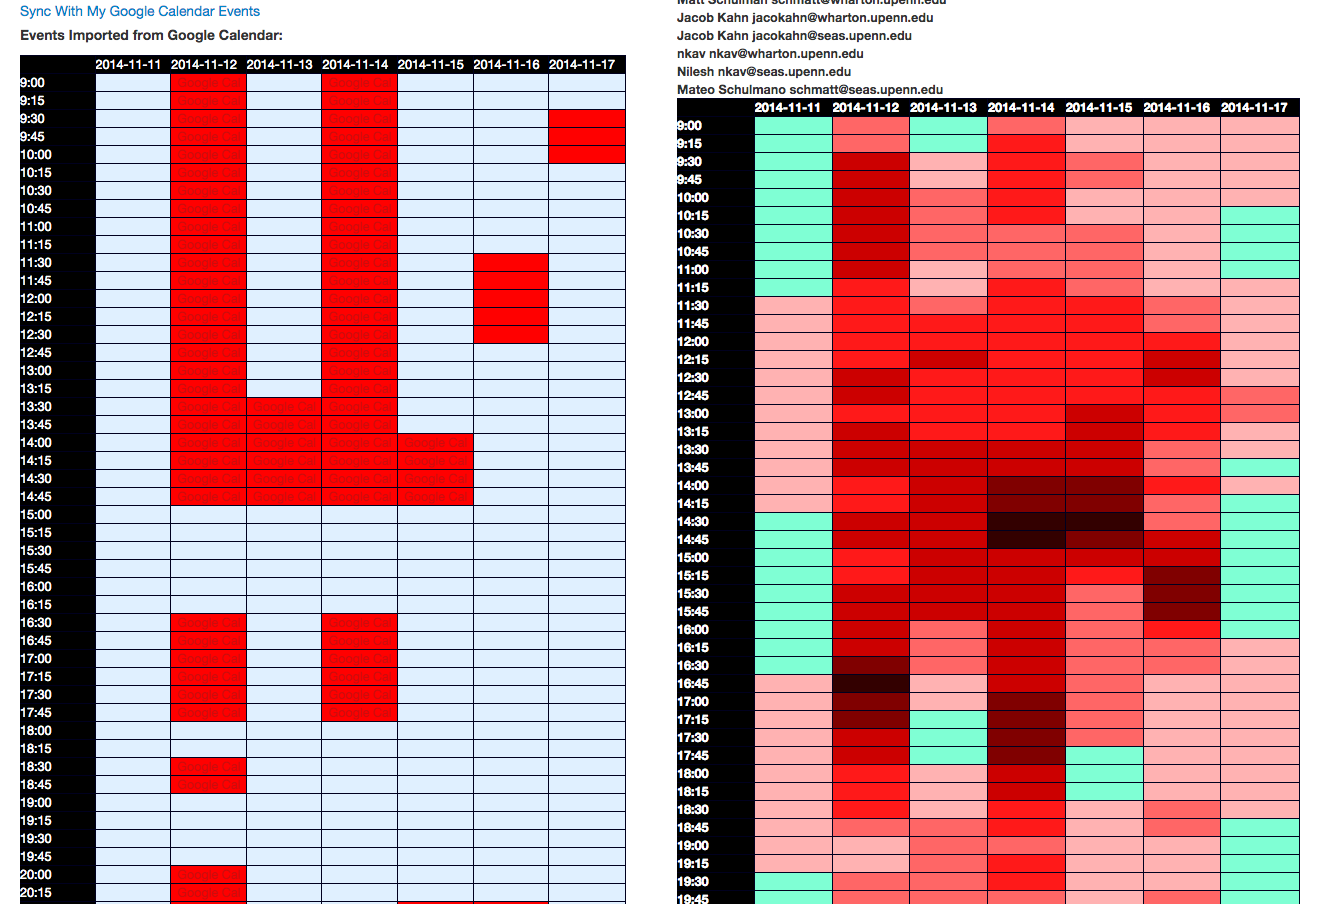 Sync With My Google Calendar Events
Events Imported from Google Calendar:
2014-11-11 2014-11-12 2014-11-13 2014-11-14 2014-11-15 2014-11-16 2014-11-17
9:00 Google Cal Google Cal
9:15 Google Cal Google Cal
9:30 Google Cal Google Cal
9:45 Google Cal Google Cal
10:00 Google Cal Google Cal
10:15 Google Cal Google Cal
10:30 Google Cal Google Cal
10:45 Google Cal Google Cal
11:00 Google Cal Google Cal
11:15 Google Cal Google Cal
11:30 Google Cal Google Cal
11:45 Google Cal Google Cal
12:00 Google Cal Google Cal
12:15 Google Cal Google Cal
12:30 Google Cal Google Cal
12:45 Google Cal Google Cal
13:00 Google Cal Google Cal
13:15 Google Cal Google Cal
13:30 Google Cal Google Cal Google Cal
13:45 Google Cal Google Cal Google Cal
14:00 Google Cal Google Cal Google Cal Google Cal
14:15 Google Cal Google Cal Google Cal Google Cal
14:30 Google Cal Google Cal Google Cal Google Cal
14:45 Google Cal Google Cal Google Cal Google Cal
15:00
15:15
15:30
15:45
16:00
16:15
16:30 Google Cal Google Cal
16:45 Google Cal Google Cal
17:00 Google Cal Google Cal
17:15 Google Cal Google Cal
17:30 Google Cal Google Cal
17:45 Google Cal Google Cal
18:00
18:15
18:30 Google Cal
18:45 Google Cal
19:00
19:15
19:30
19:45
20:00 Google Cal
20:15 Google Cal
Matt Schulman schmatt@wharton.upenn.edu
Jacob Kahn jacokahn@wharton.upenn.edu
Jacob Kahn jacokahn@seas.upenn.edu
nkav nkav@wharton.upenn.edu
Nilesh nkav@seas.upenn.edu
Mateo Schulmano schmatt@seas.upenn.edu
2014-11-11 2014-11-12 2014-11-13 2014-11-14 2014-11-15 2014-11-16 2014-11-17
9:00
9:15
9:30
9:45
10:00
10:15
10:30
10:45
11:00
11:15
11:30
11:45
12:00
12:15
12:30
12:45
13:00
13:15
13:30
13:45
14:00
14:15
14:30
14:45
15:00
15:15
15:30
15:45
16:00
16:15
16:30
16:45
17:00
17:15
17:30
17:45
18:00
18:15
18:30
18:45
19:00
19:15
19:30
19:45